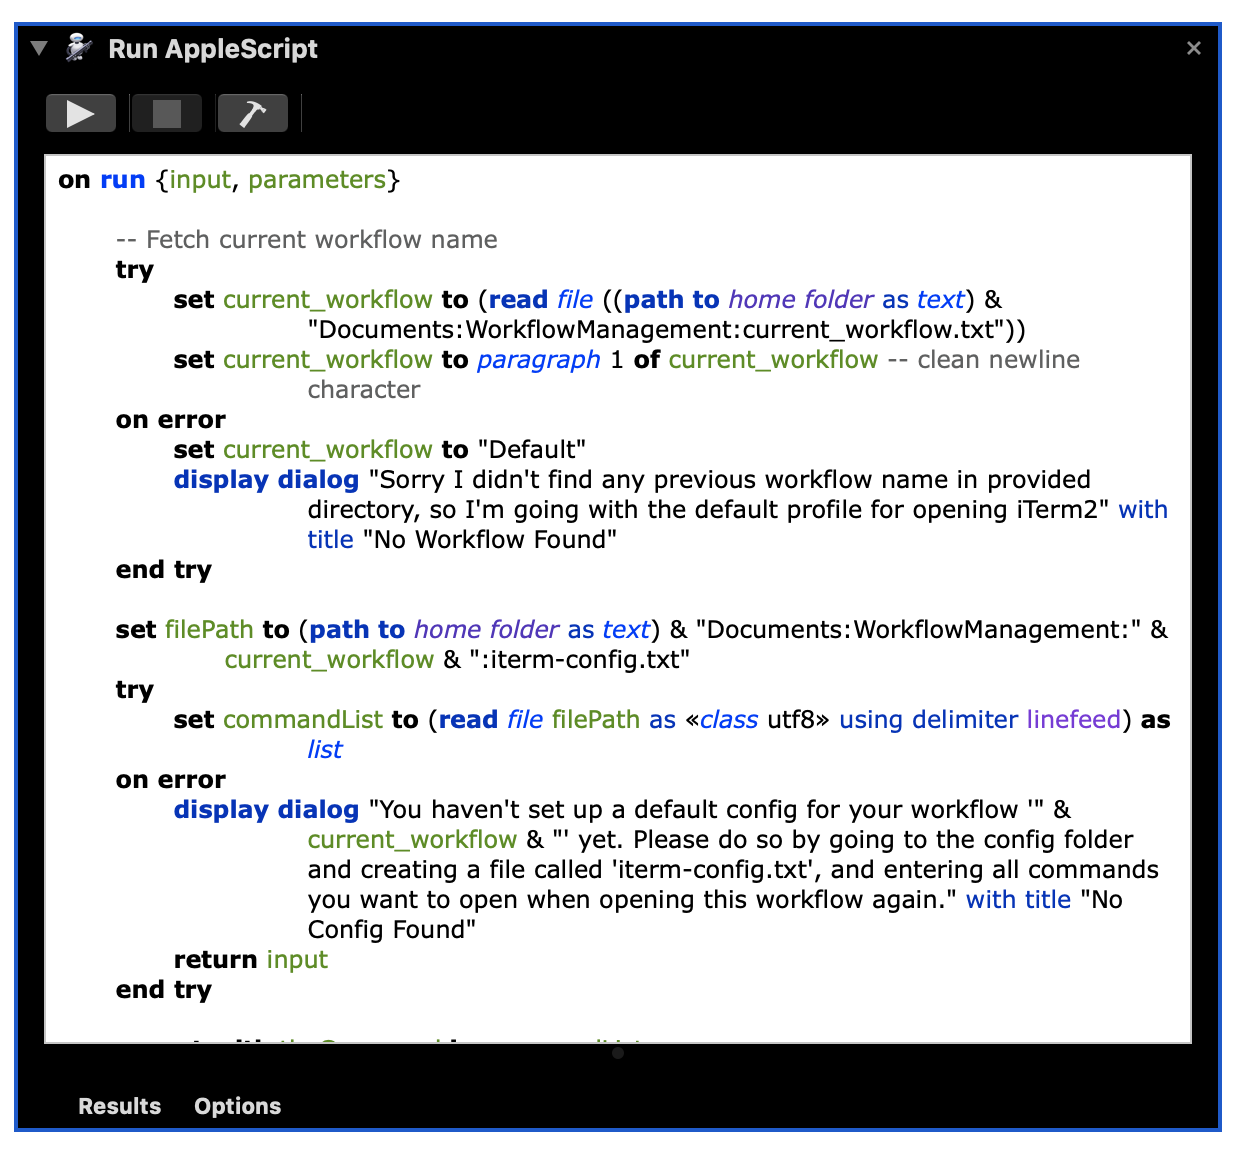 Run AppleScript
on run {input, parameters}
-- Fetch current workflow name
try
set current_workflow to (read file ((path to home folder as text) &
"Documents:WorkflowManagement:current_workflow.txt"))
set current_workflow to paragraph 1 of current_workflow -- clean newline
character
on error
set current_workflow to "Default"
display dialog "Sorry I didn't find any previous workflow name in provided
directory, so I'm going with the default profile for opening iTerm2" with
title "No Workflow Found"
end try
set filePath to (path to home folder as text) & "Documents:WorkflowManagement:" &
current_workflow & ":iterm-config.txt"
try
set commandList to (read file filePath as «class utf8» using delimiter linefeed) as
list
on error
display dialog "You haven't set up a default config for your workflow '" &
current_workflow & "' yet. Please do so by going to the config folder
and creating a file called 'iterm-config.txt', and entering all commands
you want to open when opening this workflow again." with title "No
Config Found"
return input
end try
Results Options